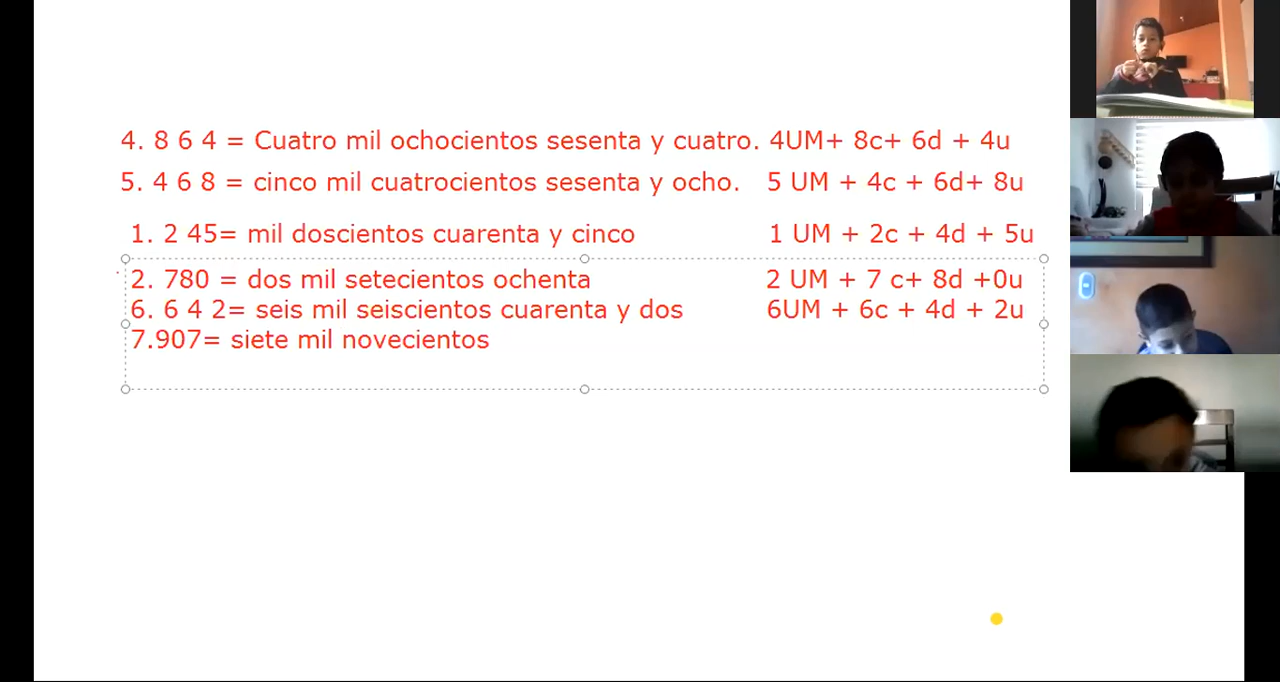 4. 8 6 4 = Cuatro mil ochocientos sesenta y cuatro. 4UM+ 8c+ 6d + 4u
5. 4 6 8 = cinco mil cuatrocientos sesenta y ocho. 5 UM + 4c + 6d+ 8u
1. 2 45= mil doscientos cuarenta y cinco 1 UM + 2c + 4d + 5u
2. 780 = dos mil setecientos ochenta 2 UM + 7 c+ 8d +0u
6. 6 4 2= seis mil seiscientos cuarenta y dos 6UM + 6c + 4d + 2u
7.907= siete mil novecientos